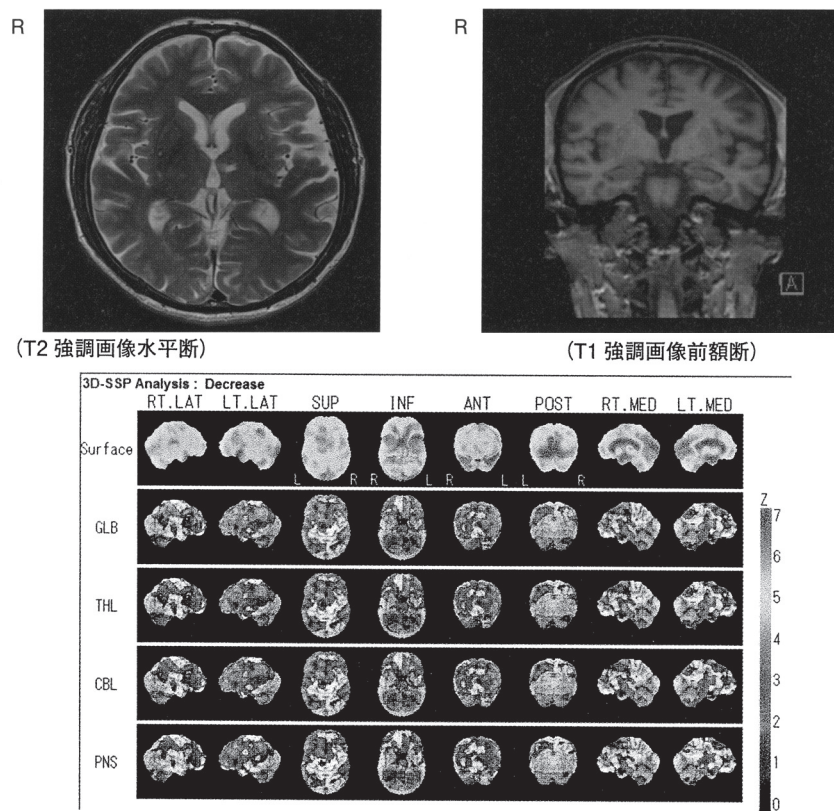 R
R
A
(T2 強調画像水平断)
(T1 強調画像前額断)
3D-SSP Analysis : Decrease
RT.LAT LT.LAT SUP INF ANT POST RT.MED LT.MED
Surface
L R R L R L L R
GLB
THL
CBL
PNS
Z
7
6
5
4
3
2
1
0